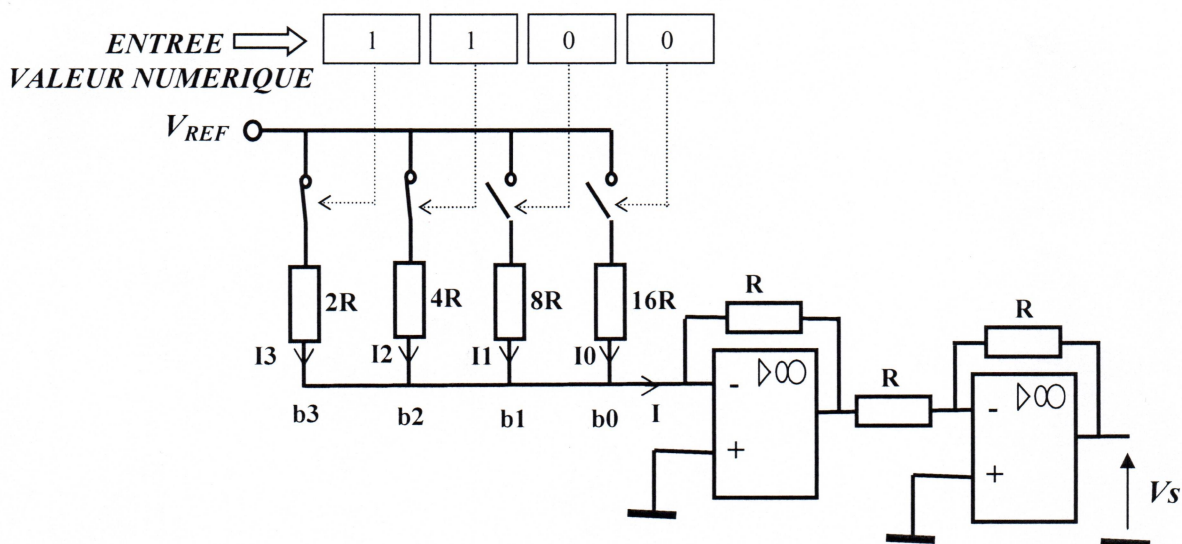 ENTREE 1 1 0 0
VALEUR NUMERIQUE
VREF
2R 4R 8R 16R R R
I3 I2 I1 I0 R
b3 b2 b1 b0 I
- ▷∞ - ▷∞
+ +
Vs